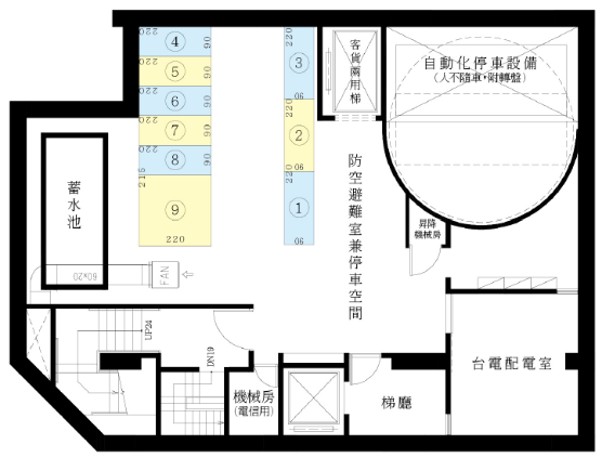 4
220
90
5
90
6
220
90
7
220
90
8
90
216
9
220
220
3
90
220
2
90
220
1
90
客貨兩用梯
自動化停車設備
(人不隨車・附轉盤)
蓄水池
防空避難室兼停車空間
昇降
機械房
60*20
FAN
UP24
DN19
機械房
(電信用)
梯廳
台電配電室